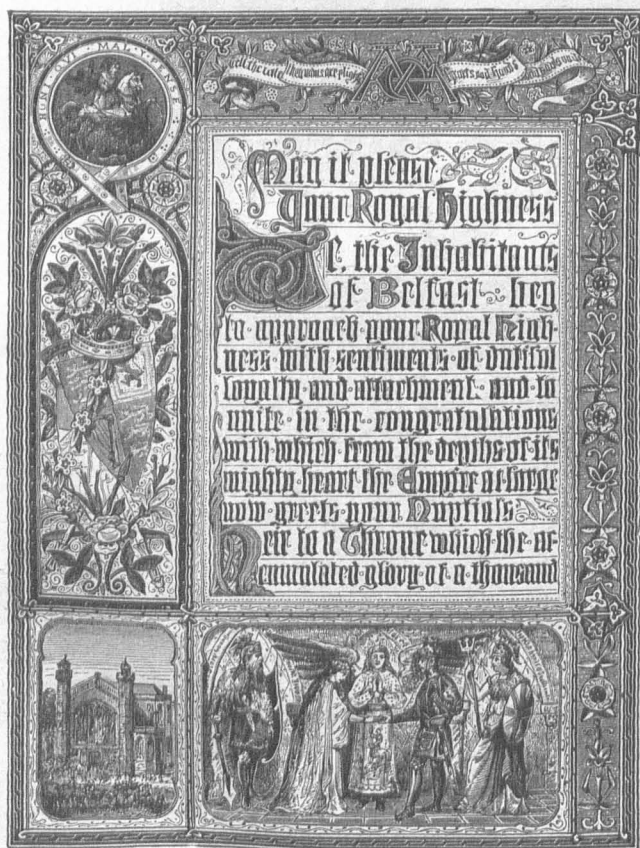 HONI SOIT QUI MAL Y PENSE
May it please
Your Royal Highness
We, the Inhabitants
of Belfast beg
to approach your Royal High-
ness with sentiments of dutiful
loyalty and attachment and to
unite in the congratulations
with which from the depths of its
mighty heart the Empire at large
now greets your Nuptials
Heir to a Throne which the ac
cumulated glory of a thousand